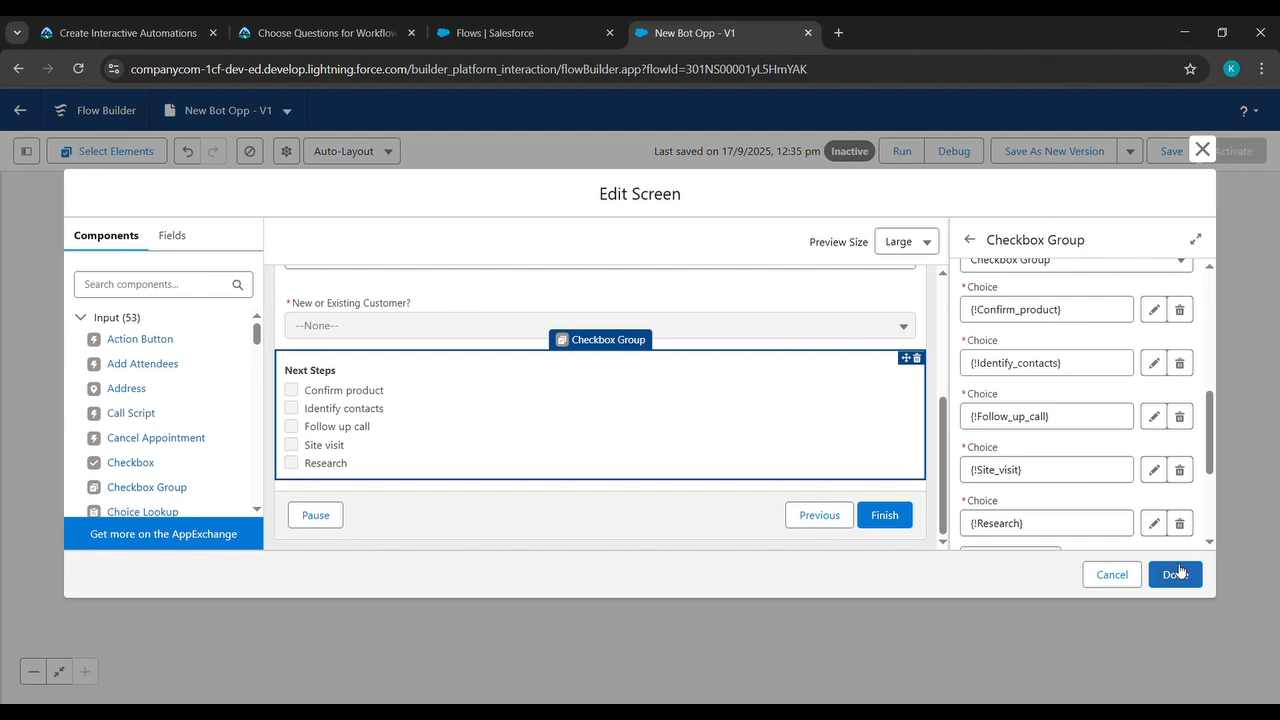 Create Interactive Automations
Choose Questions for Workflow
Flows | Salesforce
New Bot Opp - V1
companycom-1cf-dev-ed.develop.lightning.force.com/builder_platform_interaction/flowBuilder.app?flowId=301NS00001yL5HmYAK
K
Flow Builder
New Bot Opp - V1
?
Select Elements
Auto-Layout
Last saved on 17/9/2025, 12:35 pm
Inactive
Run
Debug
Save As New Version
Save
Activate
Edit Screen
Components
Fields
Search components...
Input (53)
Action Button
Add Attendees
Address
Call Script
Cancel Appointment
Checkbox
Checkbox Group
Choice Lookup
Get more on the AppExchange
Preview Size
Large
*New or Existing Customer?
--None--
Checkbox Group
Next Steps
Confirm product
Identify contacts
Follow up call
Site visit
Research
Pause
Previous
Finish
Checkbox Group
Checkbox Group
*Choice
{!Confirm_product}
*Choice
{!Identify_contacts}
*Choice
{!Follow_up_call}
*Choice
{!Site_visit}
*Choice
{!Research}
Cancel
Done